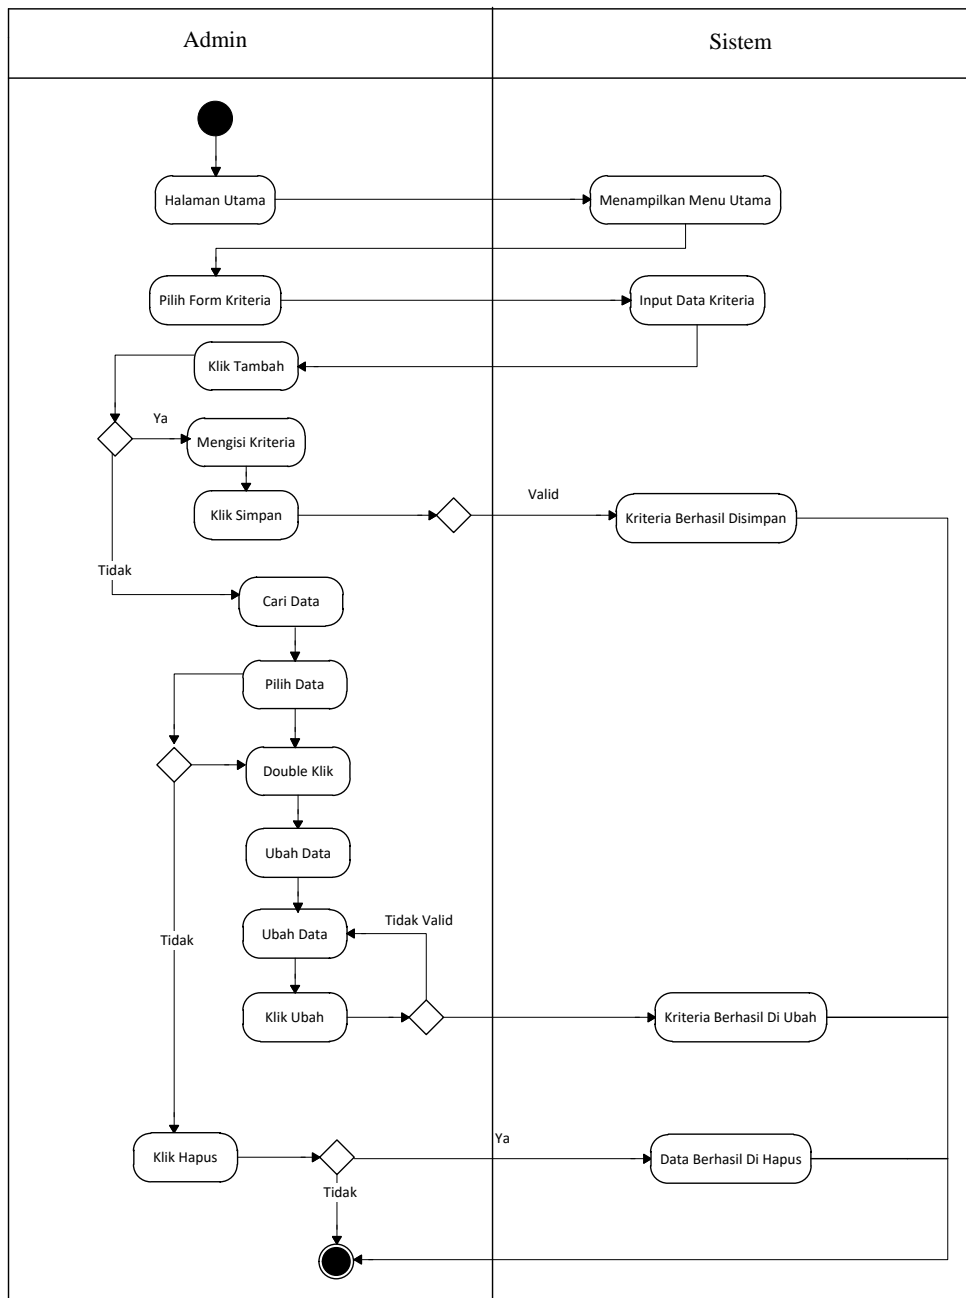 Admin
Sistem
Halaman Utama
Menampilkan Menu Utama
Pilih Form Kriteria
Input Data Kriteria
Klik Tambah
Ya
Mengisi Kriteria
Klik Simpan
Valid
Kriteria Berhasil Disimpan
Tidak
Cari Data
Pilih Data
Double Klik
Ubah Data
Ubah Data
Tidak Valid
Tidak
Klik Ubah
Kriteria Berhasil Di Ubah
Klik Hapus
Ya
Data Berhasil Di Hapus
Tidak